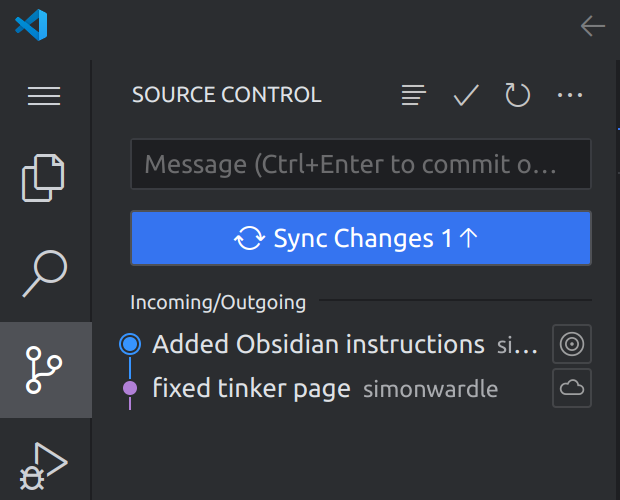 SOURCE CONTROL
Message (Ctrl+Enter to commit o…
Sync Changes 1↑
Incoming/Outgoing
Added Obsidian instructions si…
fixed tinker page simonwardle